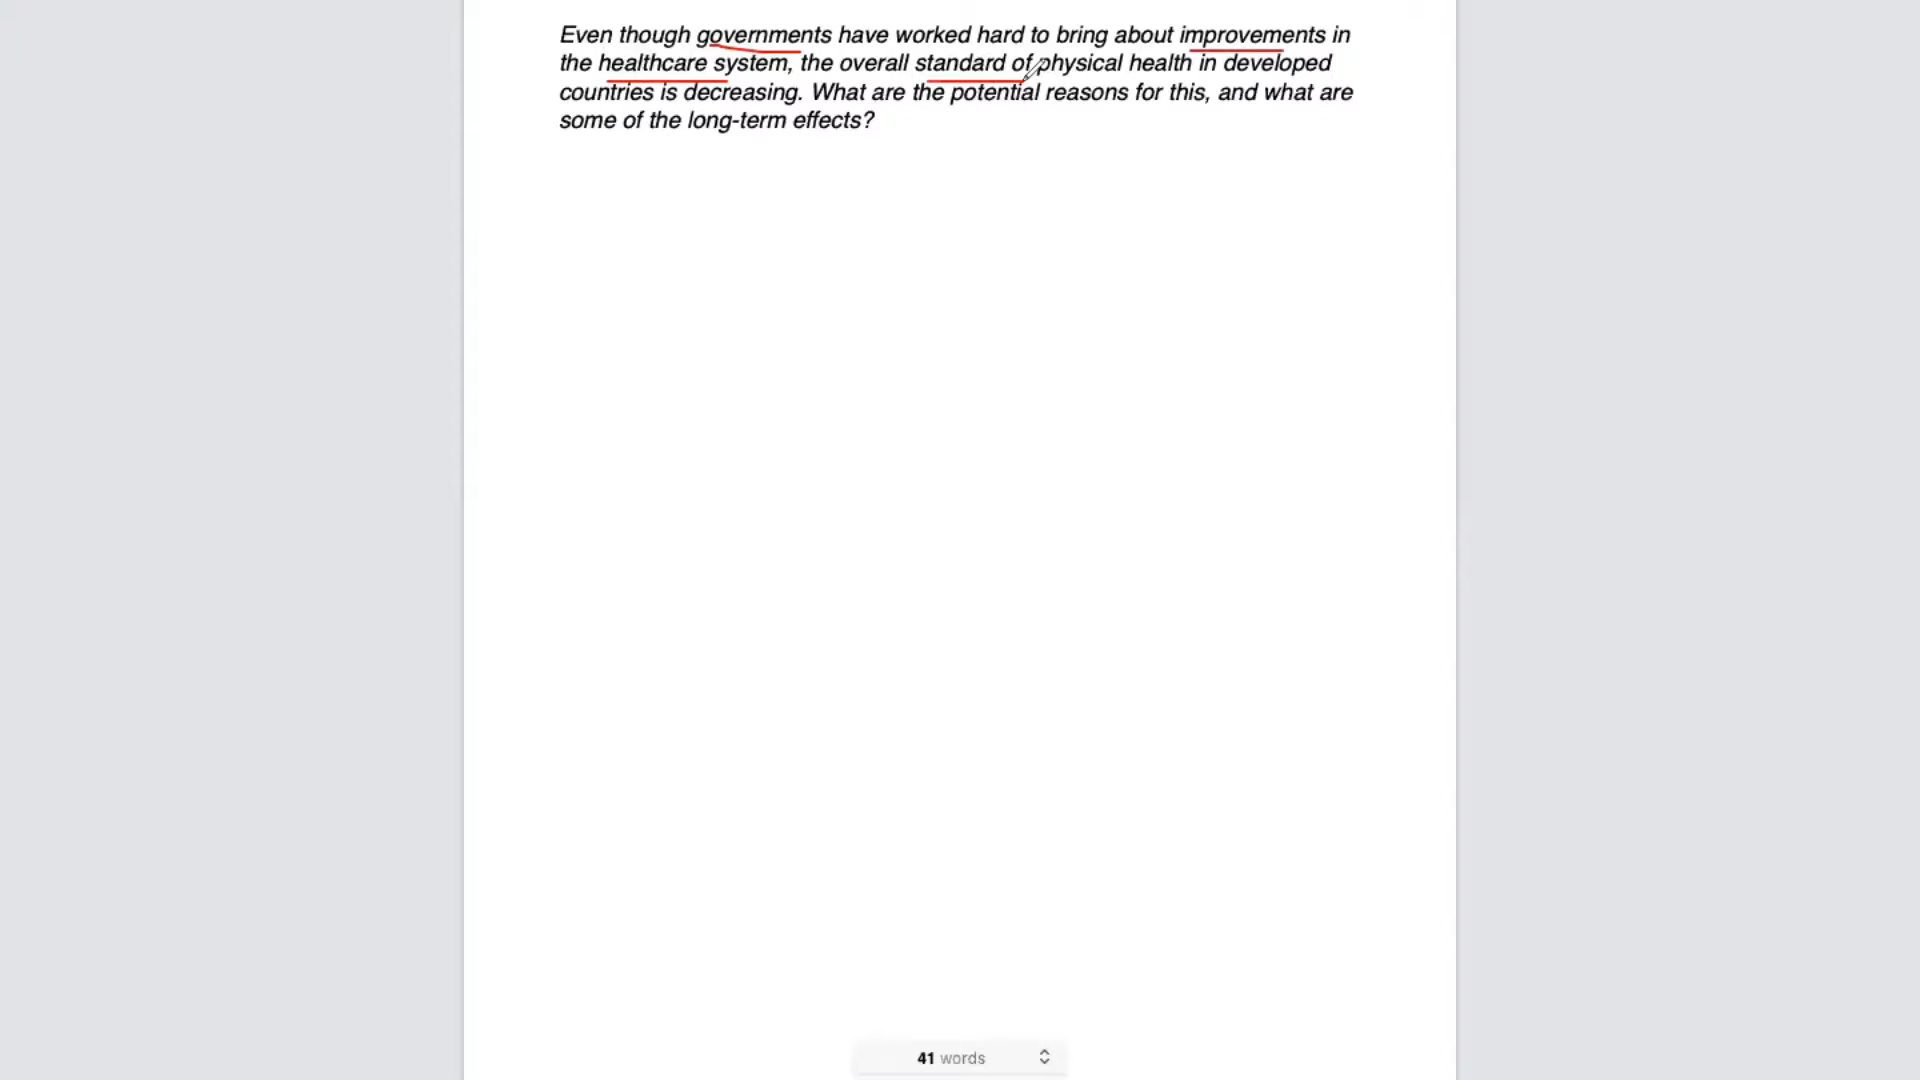 Even though governments have worked hard to bring about improvements in
the healthcare system, the overall standard of physical health in developed
countries is decreasing. What are the potential reasons for this, and what are
some of the long-term effects?
41 words